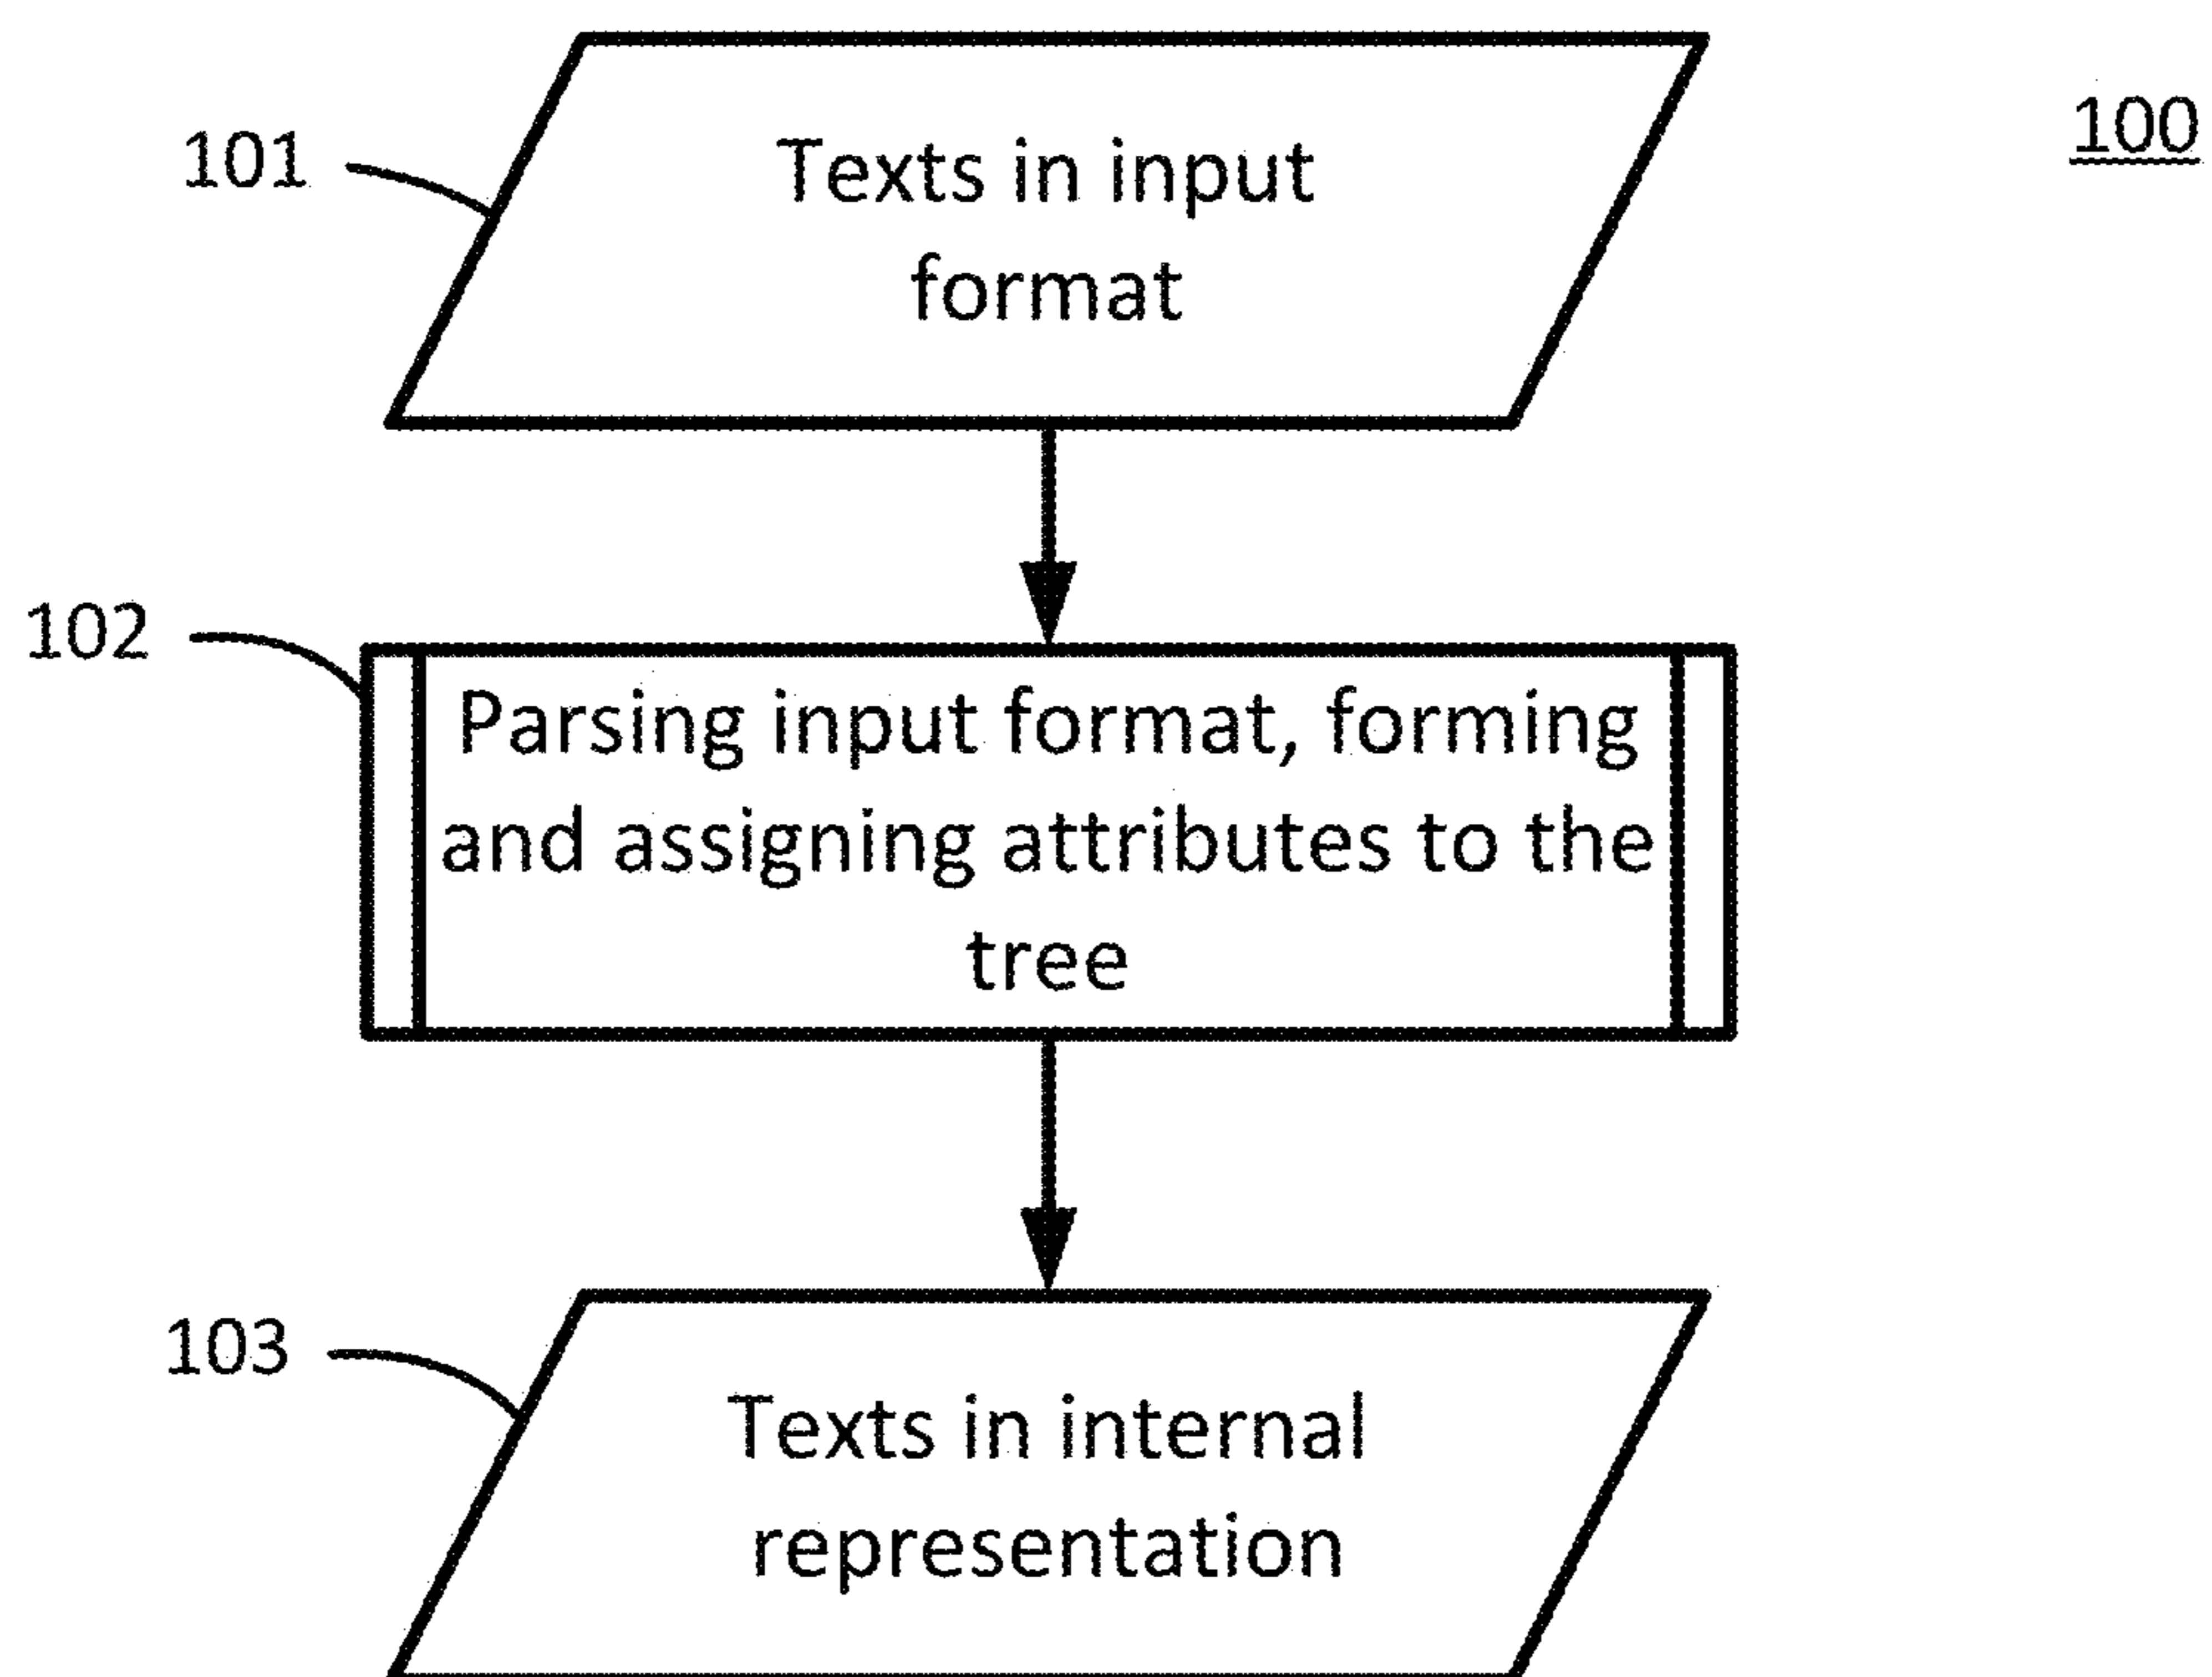 100
101
Texts in input
format
102
Parsing input format, forming
and assigning attributes to the
tree
103
Texts in internal
representation